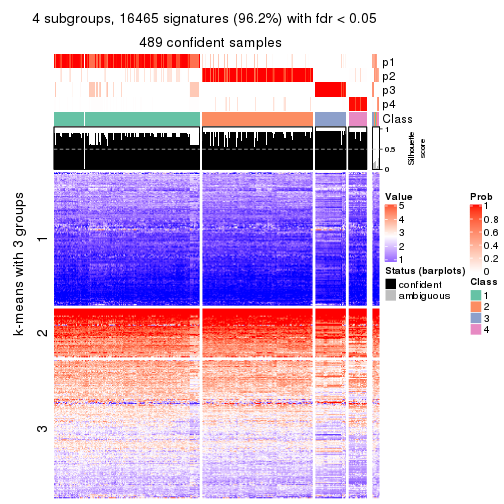 4 subgroups, 16465 signatures (96.2%) with fdr < 0.05
489 confident samples
p1
p2
p3
p4
Class
1
0.5
0
Silhouette
score
k-means with 3 groups
1
2
3
Value
5
4
3
2
1
Status (barplots)
confident
ambiguous
Prob
1
0.8
0.6
0.4
0.2
0
Class
1
2
3
4